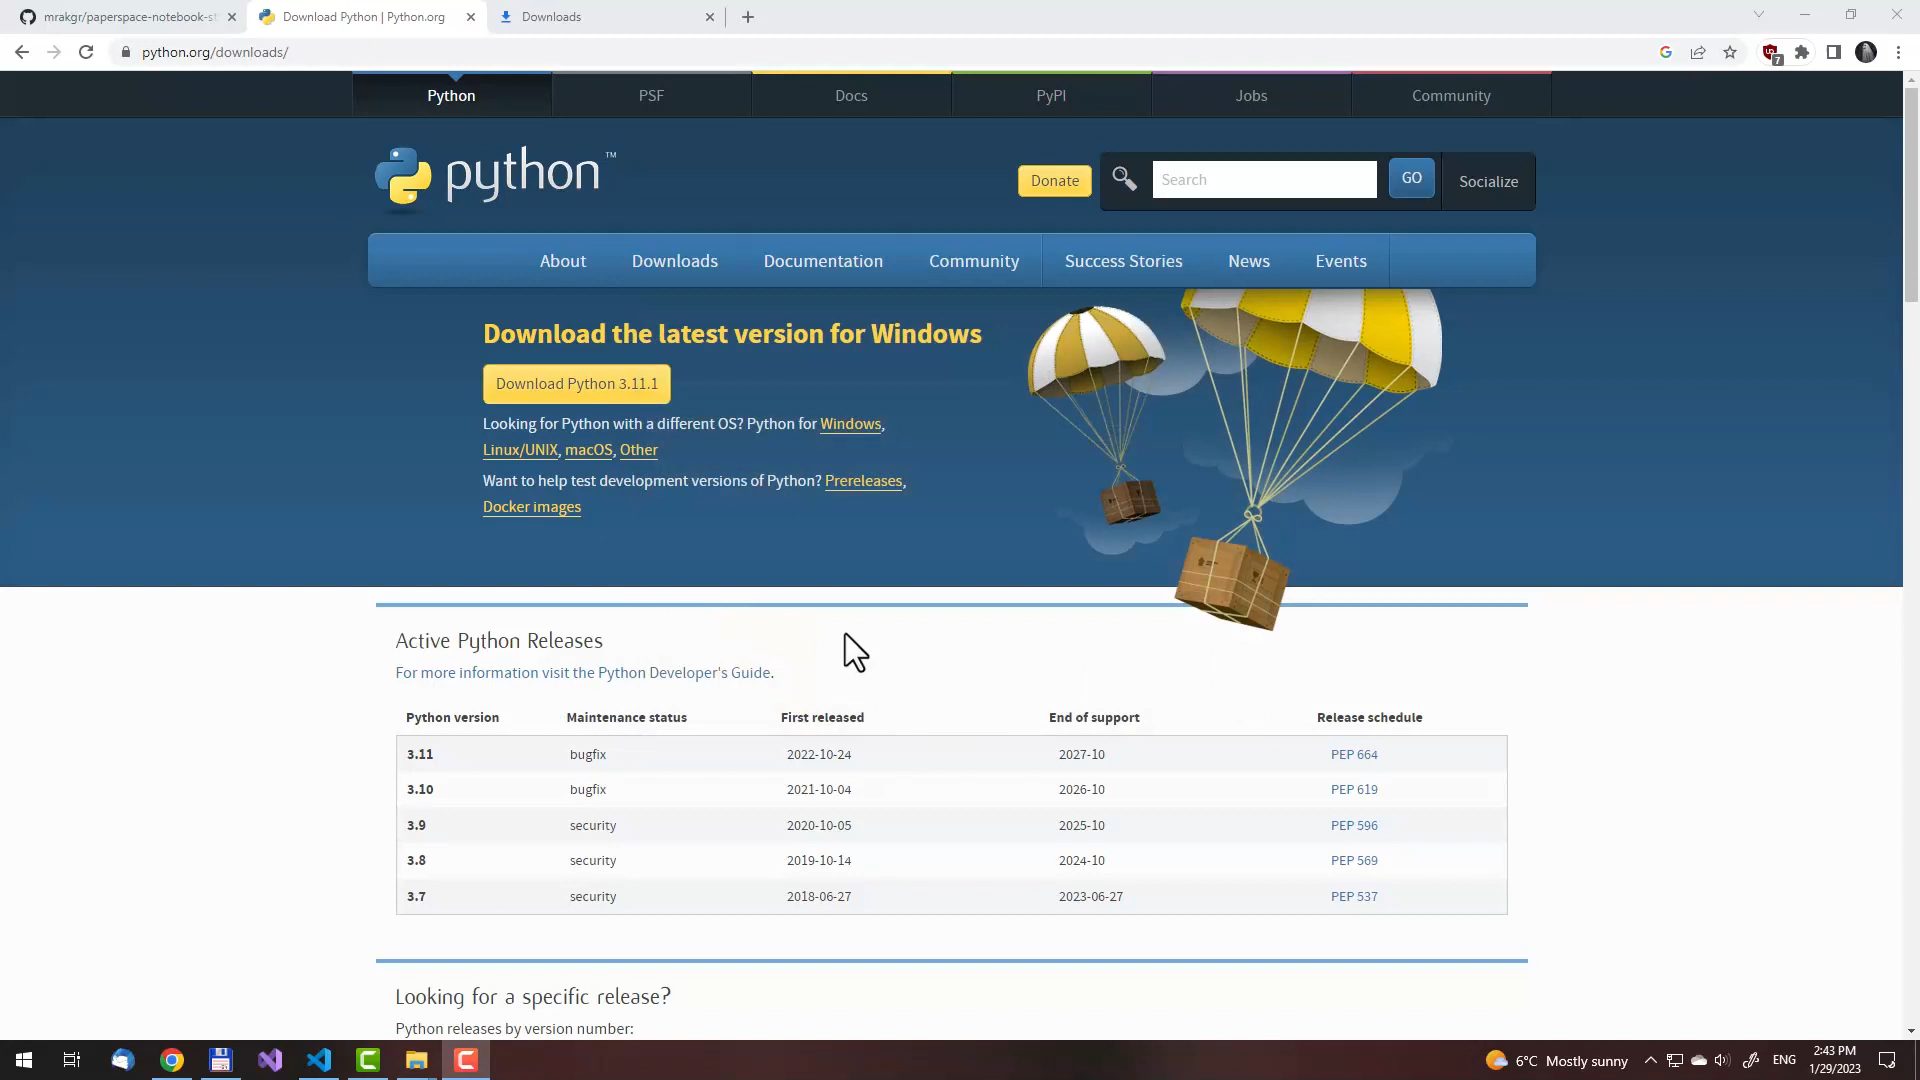 mrakgr/paperspace-notebook-st
Download Python | Python.org
Downloads
python.org/downloads/
7
Python
PSF
Docs
PyPI
Jobs
Community
python™
Donate
Search
GO
Socialize
About
Downloads
Documentation
Community
Success Stories
News
Events
Download the latest version for Windows
Download Python 3.11.1
Looking for Python with a different OS? Python for Windows,
Linux/UNIX, macOS, Other
Want to help test development versions of Python? Prereleases,
Docker images
Active Python Releases
For more information visit the Python Developer's Guide.
Python version Maintenance status First released End of support Release schedule
3.11 bugfix 2022-10-24 2027-10 PEP 664
3.10 bugfix 2021-10-04 2026-10 PEP 619
3.9 security 2020-10-05 2025-10 PEP 596
3.8 security 2019-10-14 2024-10 PEP 569
3.7 security 2018-06-27 2023-06-27 PEP 537
Looking for a specific release?
Python releases by version number:
6°C Mostly sunny
ENG
2:43 PM
1/29/2023